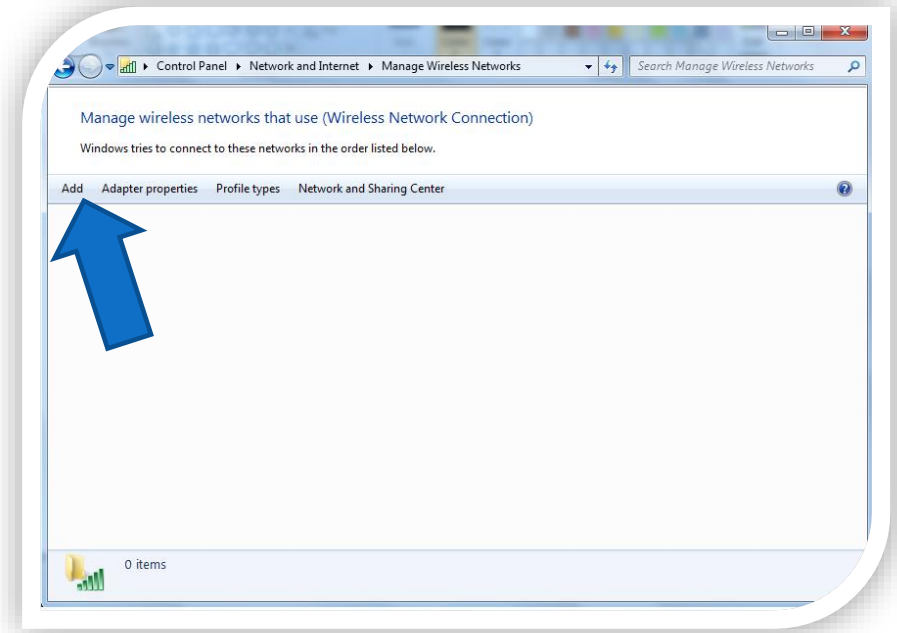 Control Panel Network and Internet Manage Wireless Networks Search Manage Wireless Networks
Manage wireless networks that use (Wireless Network Connection)
Windows tries to connect to these networks in the order listed below.
Add Adapter properties Profile types Network and Sharing Center
0 items